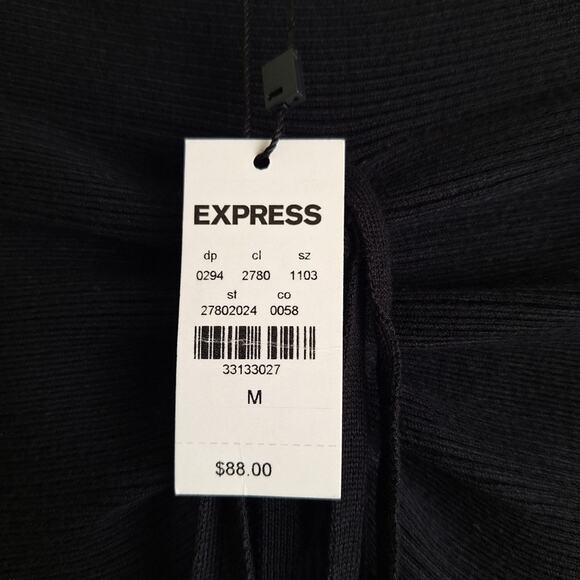 EXPRESS
dp cl sz
0294 2780 1103
st co
27802024 0058
33133027
M
$88.00